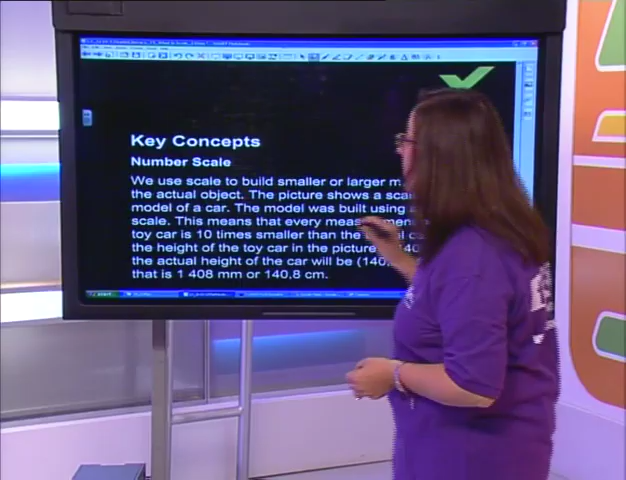 Key Concepts
Number Scale
We use scale to build smaller or larger
the actual object. The picture shows a
model of a car. The model was built using
scale. This means that every
toy car is 10 times smaller than the
the height of the toy car in the picture
the actual height of the car will be (140,
that is 1 408 mm or 140,8 cm.
start